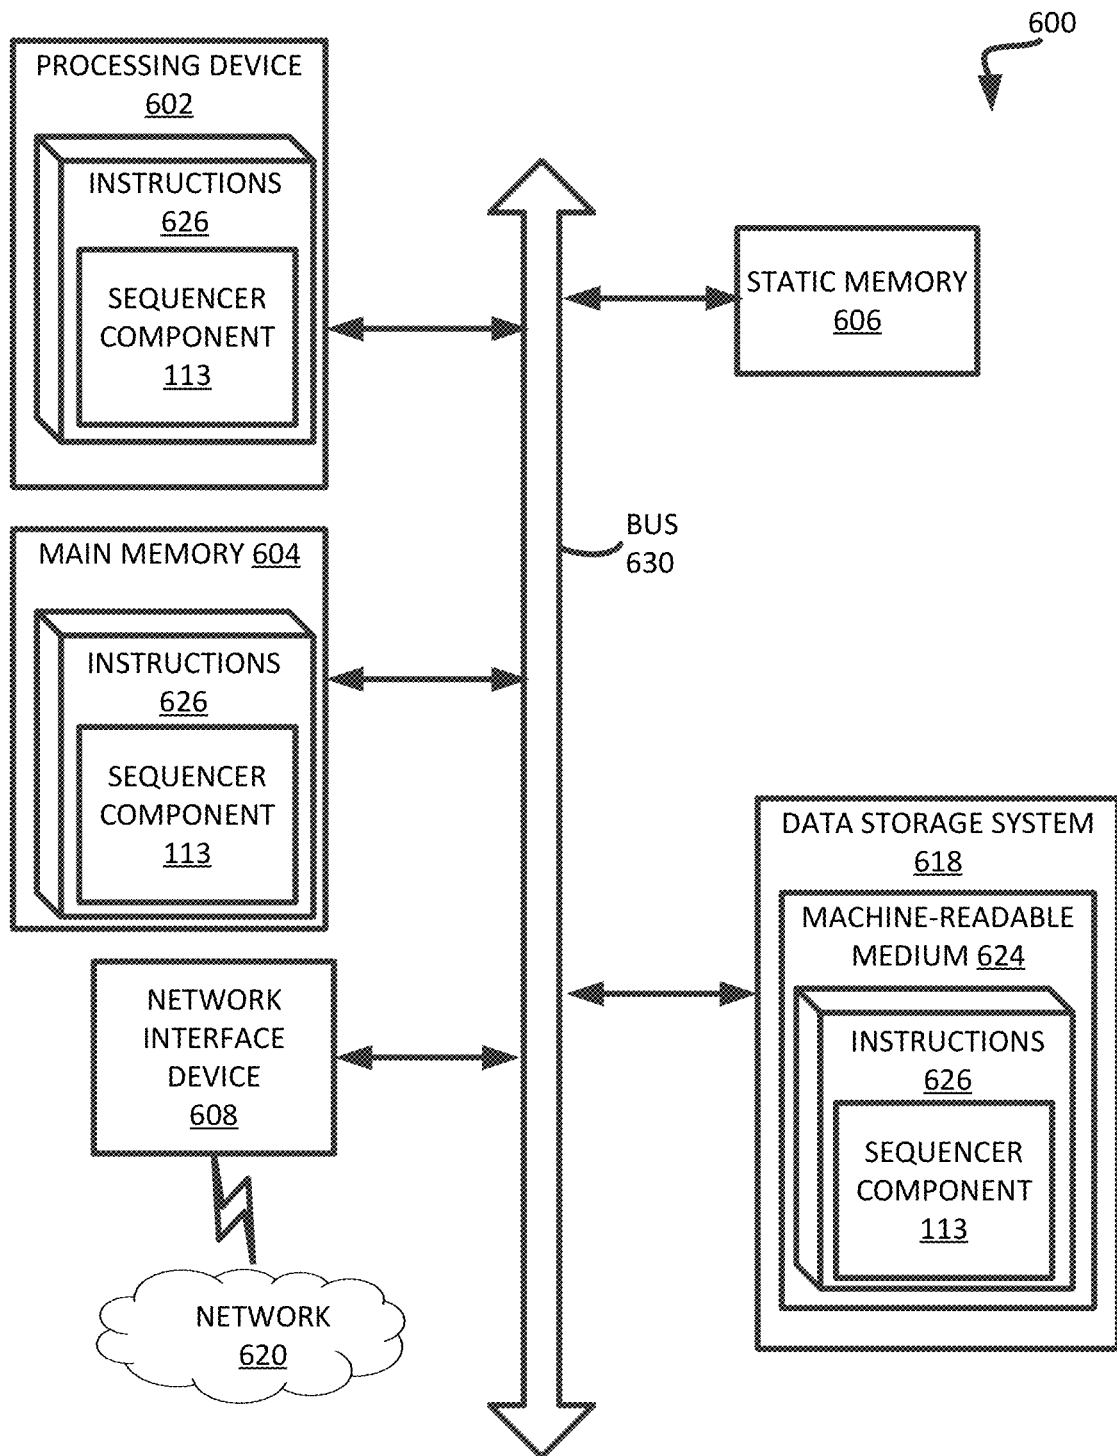 600
PROCESSING DEVICE
602
INSTRUCTIONS
626
SEQUENCER
COMPONENT
113
STATIC MEMORY
606
BUS
630
MAIN MEMORY 604
INSTRUCTIONS
626
SEQUENCER
COMPONENT
113
DATA STORAGE SYSTEM
618
MACHINE-READABLE
MEDIUM 624
INSTRUCTIONS
626
SEQUENCER
COMPONENT
113
NETWORK
INTERFACE
DEVICE
608
NETWORK
620